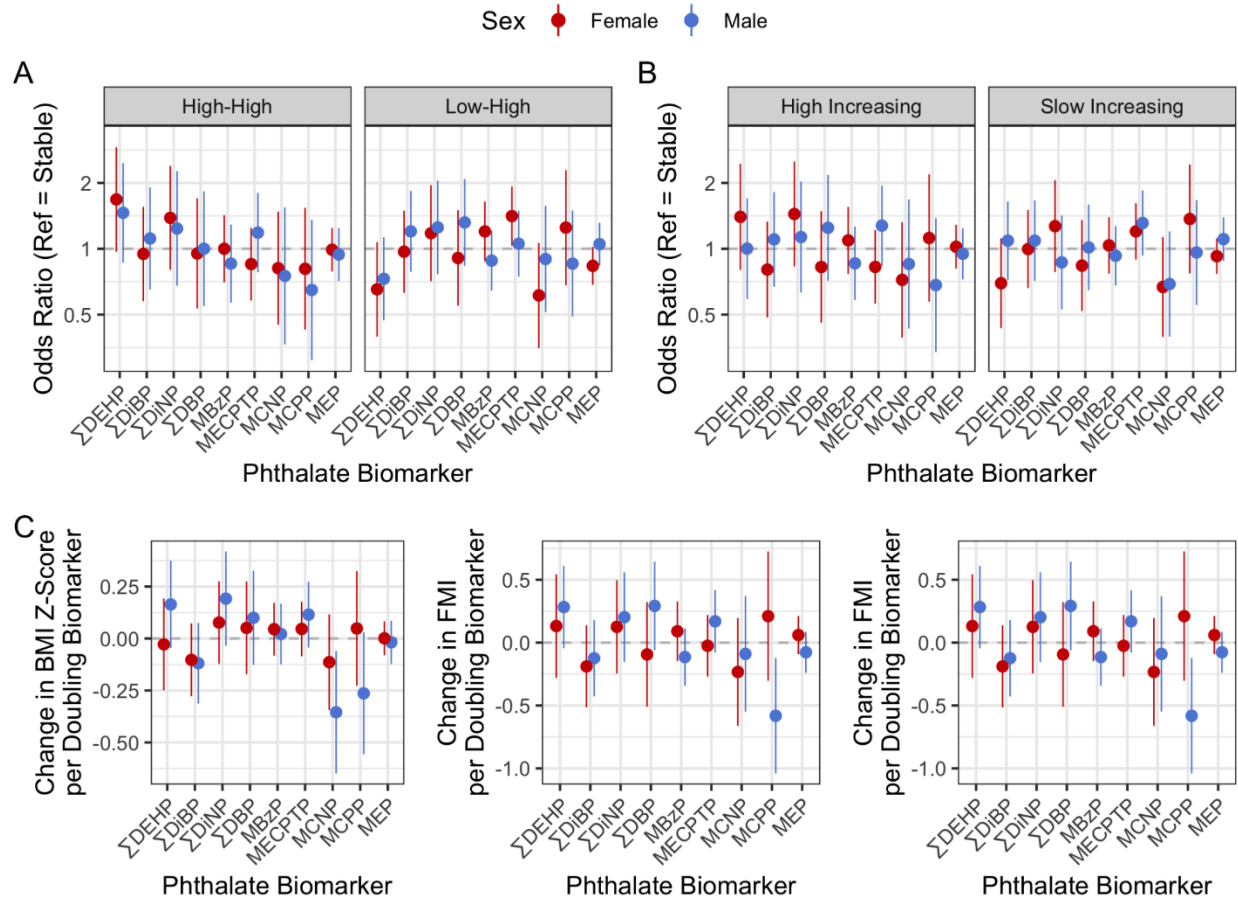 Sex Female Male
A
B
High-High
Low-High
High Increasing
Slow Increasing
Odds Ratio (Ref = Stable)
2
1
0.5
Odds Ratio (Ref = Stable)
2
1
0.5
ΣDEHP
ΣDiBP
ΣDiNP
ΣDBP
MBzP
MECPTP
MCNP
MCPP
MEP
ΣDEHP
ΣDiBP
ΣDiNP
ΣDBP
MBzP
MECPTP
MCNP
MCPP
MEP
ΣDEHP
ΣDiBP
ΣDiNP
ΣDBP
MBzP
MECPTP
MCNP
MCPP
MEP
ΣDEHP
ΣDiBP
ΣDiNP
ΣDBP
MBzP
MECPTP
MCNP
MCPP
MEP
Phthalate Biomarker
Phthalate Biomarker
C
Change in BMI Z-Score
per Doubling Biomarker
0.25
0.00
-0.25
-0.50
ΣDEHP
ΣDiBP
ΣDiNP
ΣDBP
MBzP
MECPTP
MCNP
MCPP
MEP
Phthalate Biomarker
Change in FMI
per Doubling Biomarker
0.5
0.0
-0.5
-1.0
ΣDEHP
ΣDiBP
ΣDiNP
ΣDBP
MBzP
MECPTP
MCNP
MCPP
MEP
Phthalate Biomarker
Change in FMI
per Doubling Biomarker
0.5
0.0
-0.5
-1.0
ΣDEHP
ΣDiBP
ΣDiNP
ΣDBP
MBzP
MECPTP
MCNP
MCPP
MEP
Phthalate Biomarker